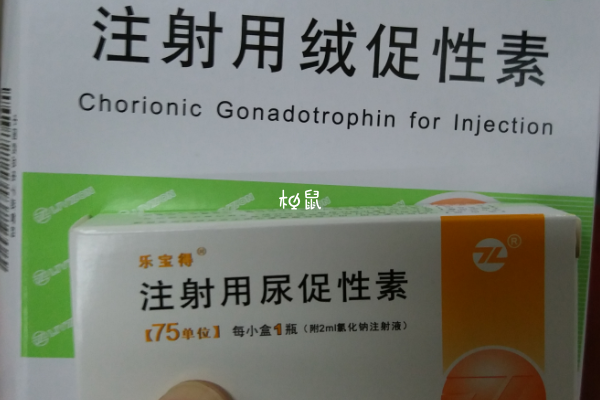 注射用绒促性素
Chorionic Gonadotrophin for Injection
松鼠
乐宝得®
R
注射用尿促性素
【75单位】 每小盒1瓶（附2ml氯化钠注射液）